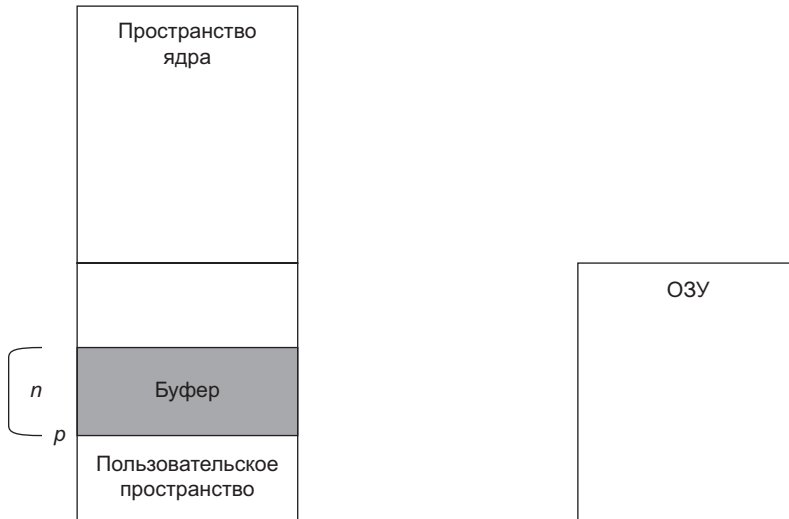 Пространство
ядра
ОЗУ
n
Буфер
p
Пользовательское
пространство